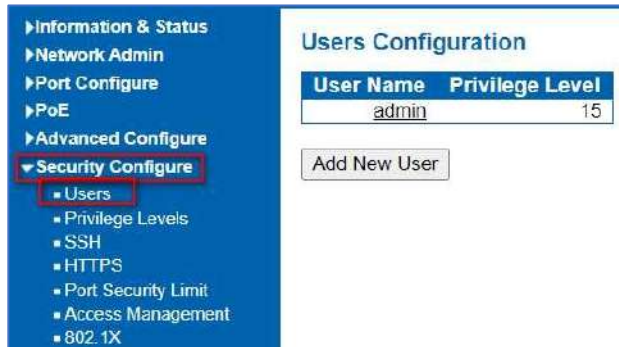 Information & Status
Network Admin
Port Configure
PoE
Advanced Configure
Security Configure
Users
Privilege Levels
SSH
HTTPS
Port Security Limit
Access Management
802.1X
Users Configuration
User Name Privilege Level
admin 15
Add New User